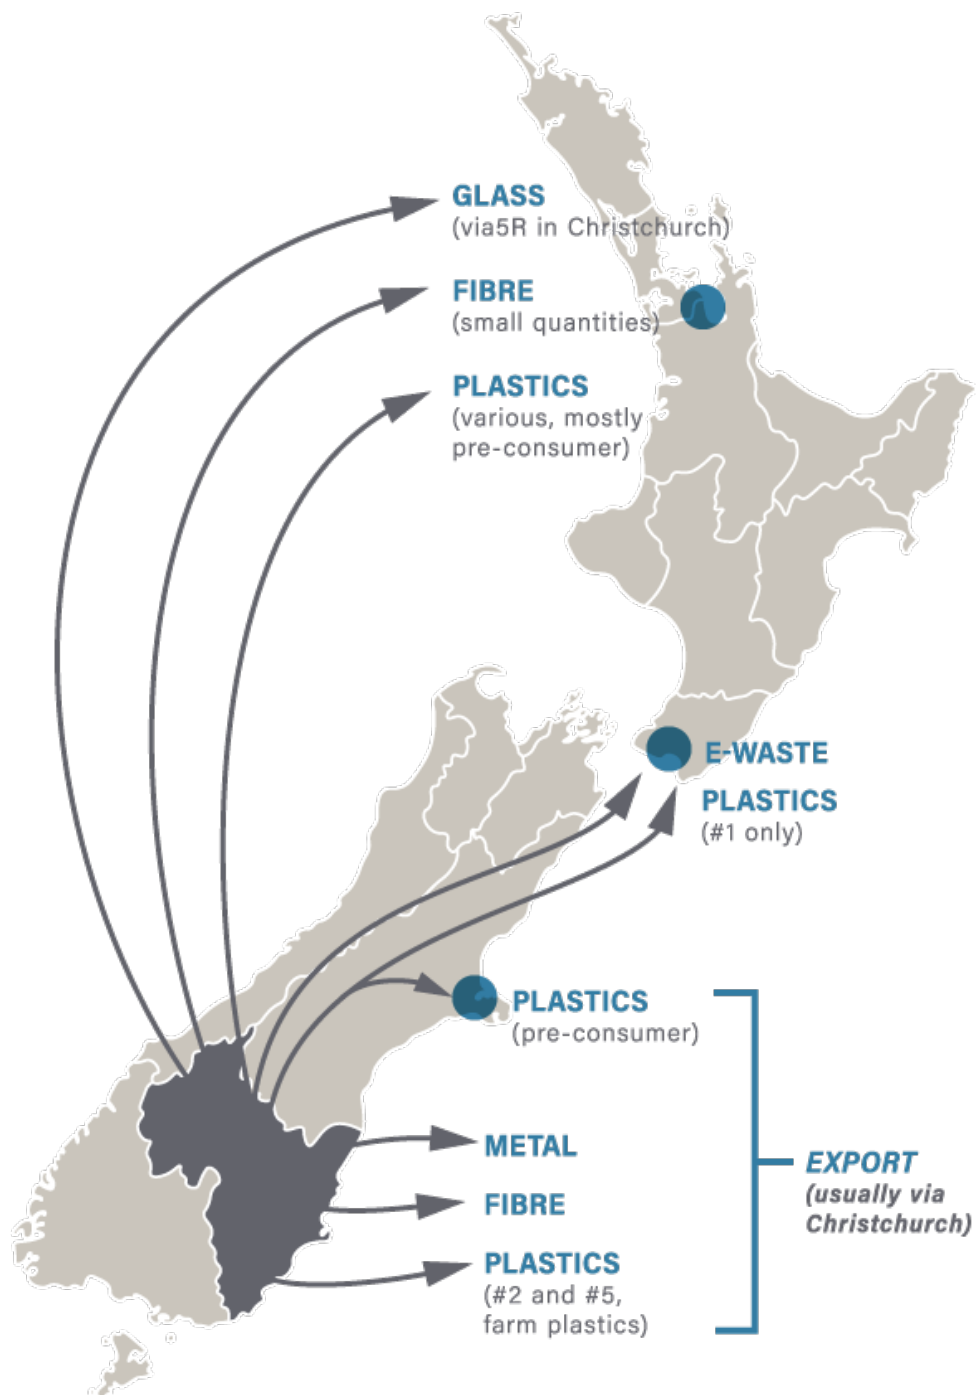 GLASS
(via5R in Christchurch)
FIBRE
(small quantities)
PLASTICS
(various, mostly
pre-consumer)
E-WASTE
PLASTICS
(#1 only)
PLASTICS
(pre-consumer)
METAL
FIBRE
PLASTICS
(#2 and #5,
farm plastics)
EXPORT
(usually via
Christchurch)